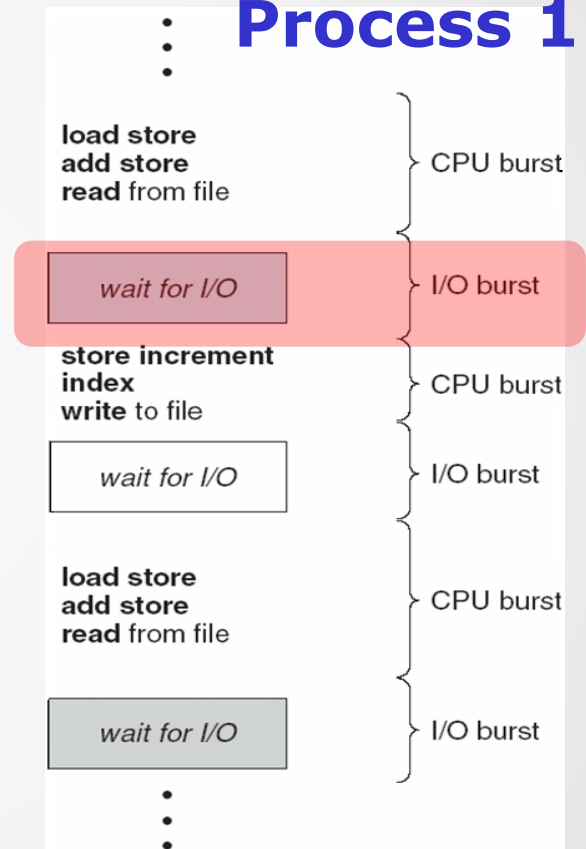 Process 1
load store
add store
read from file
CPU burst
wait for I/O
I/O burst
store increment
index
write to file
CPU burst
wait for I/O
I/O burst
load store
add store
read from file
CPU burst
wait for I/O
I/O burst